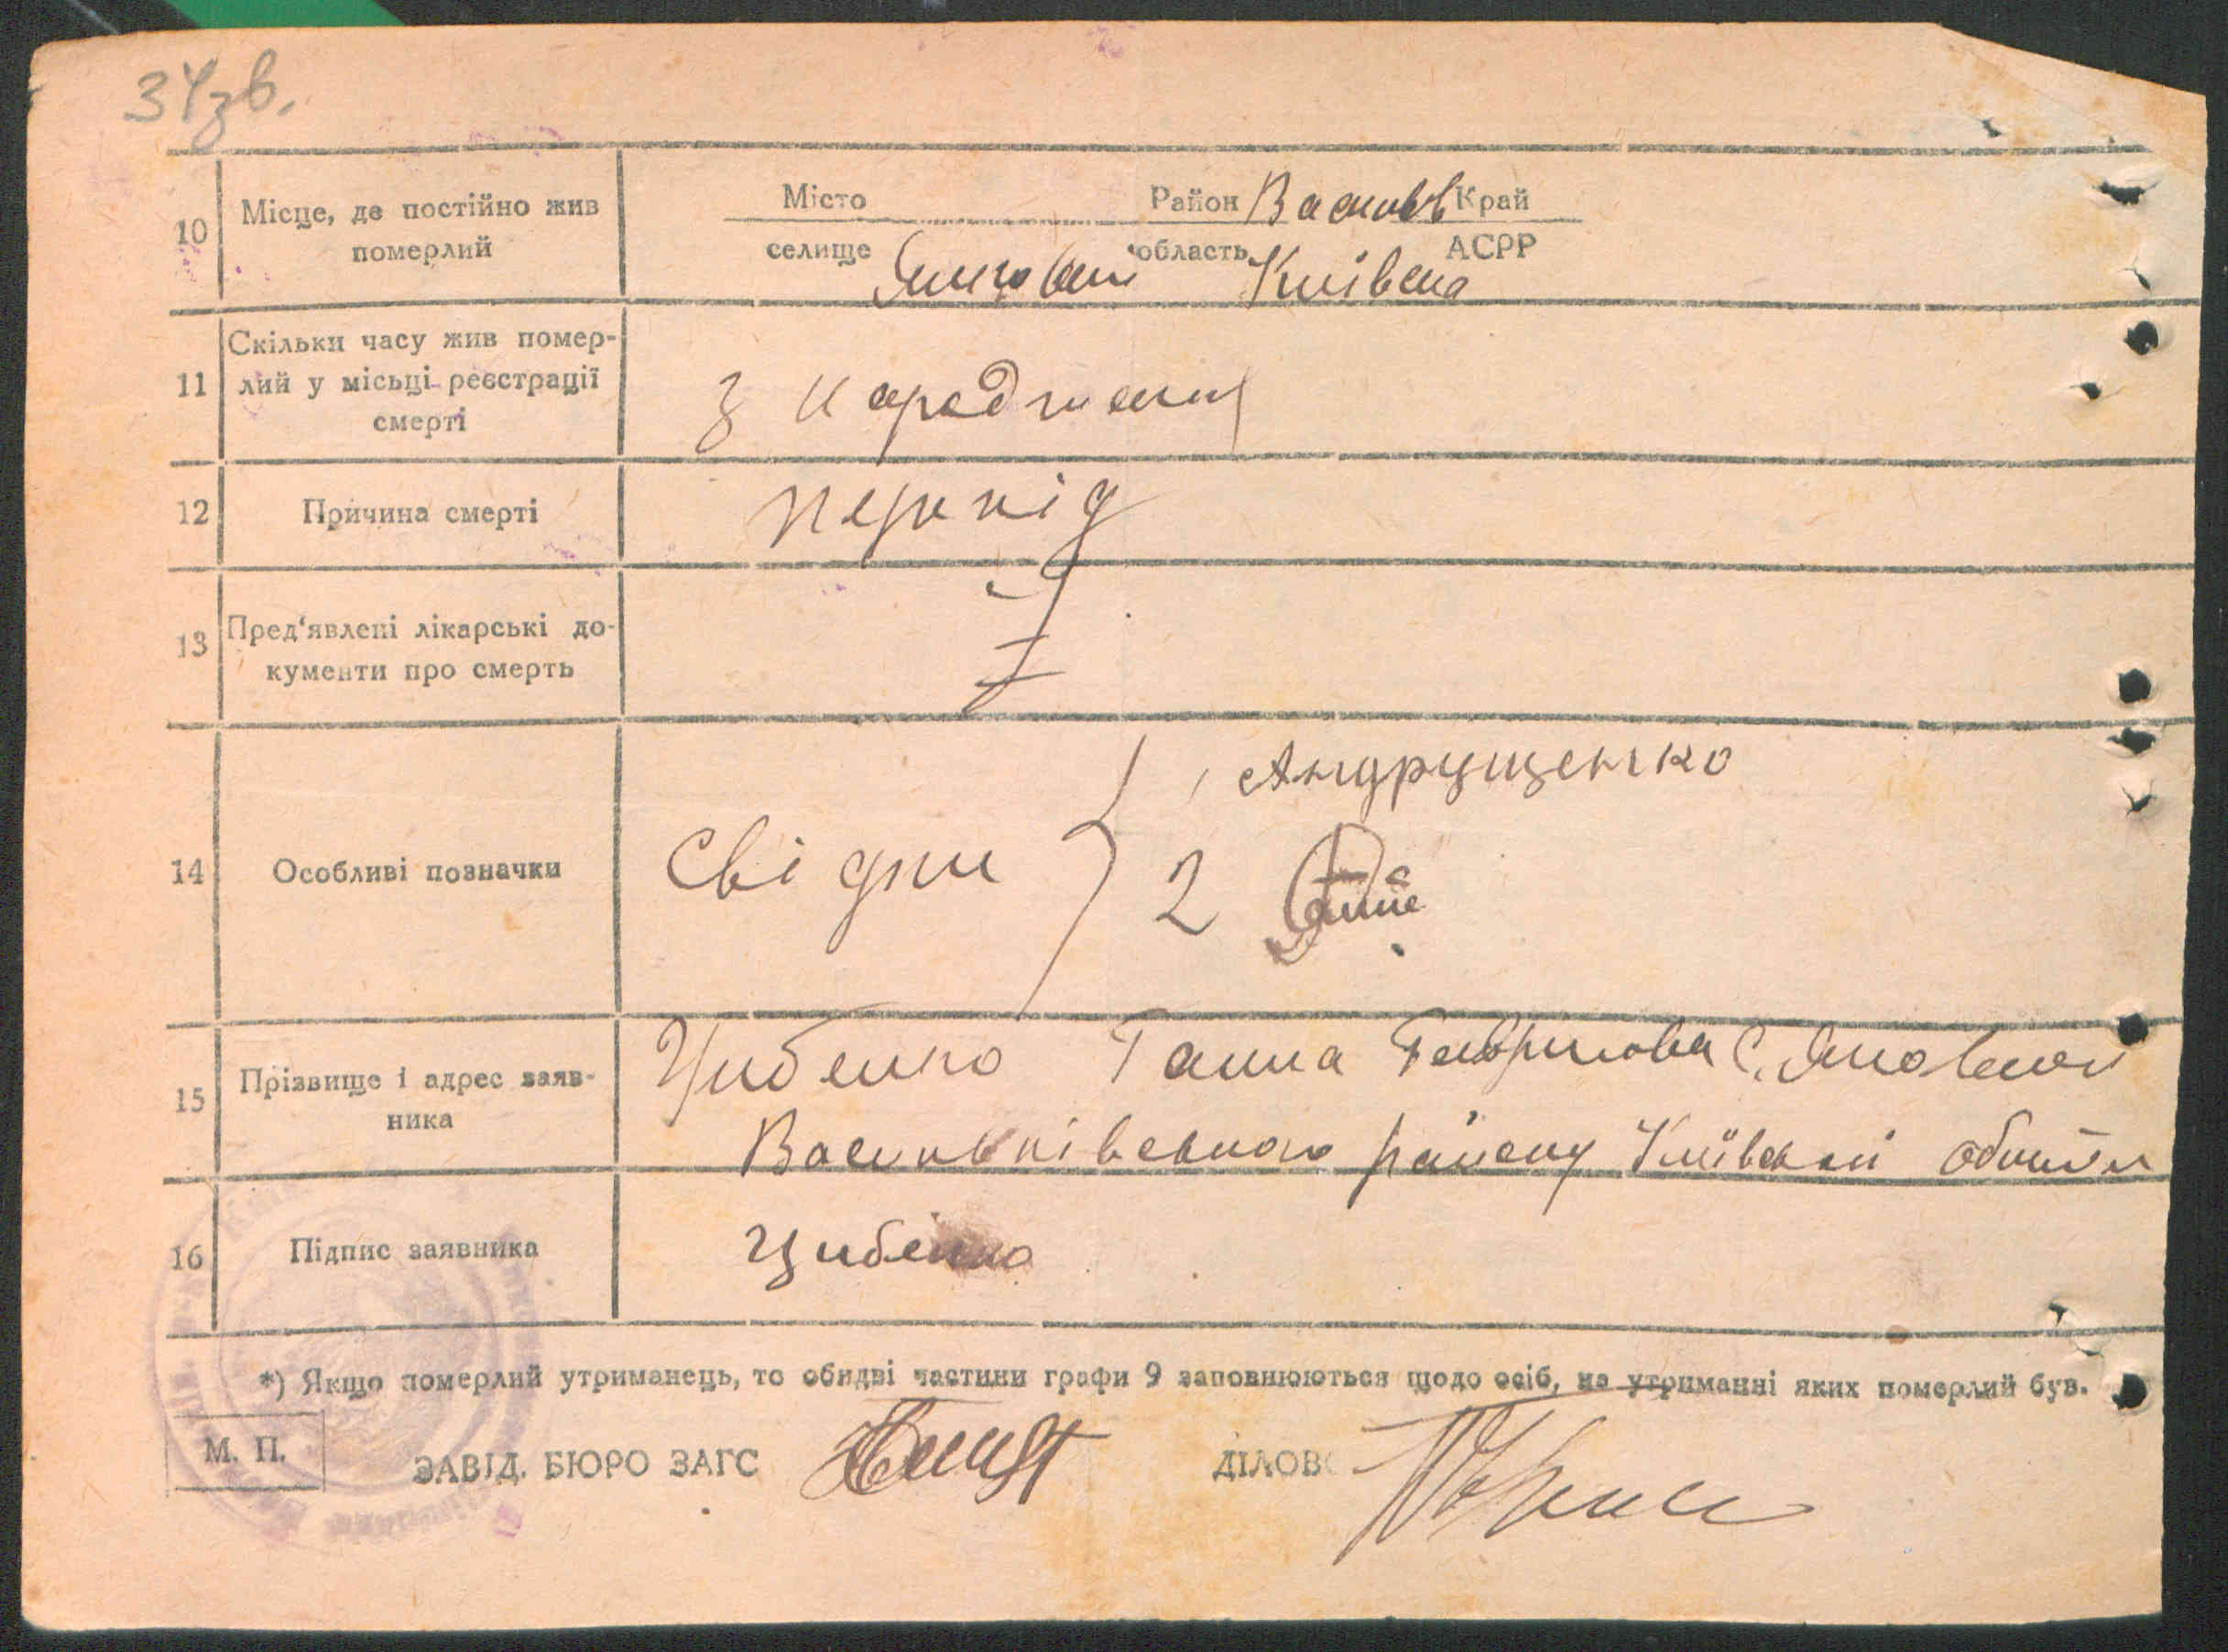 34зв.
10
Місце, де постійно жив
померлий
Місто Район Васильків Край
селище область АСРР
Київська
11
Скільки часу жив помер-
лий у місьці реєстрації
смерті
З народження
12
Причина смерті
13
Пред'явлені лікарські до-
кументи про смерть
14
Особливі позначки
Свідки
Андрущенко
2
15
Прізвище і адрес заяв-
ника
Цибенко Ганна Гаврилова С.
Васильківського району Київської області
16
Підпис заявника
Цибенко
*) Якщо померлий утриманець, то обидві частини графи 9 заповнюються щодо осіб, на утриманні яких померлий був.
М. П.
ЗАВІД. БЮРО ЗАГС
ДІЛОВ